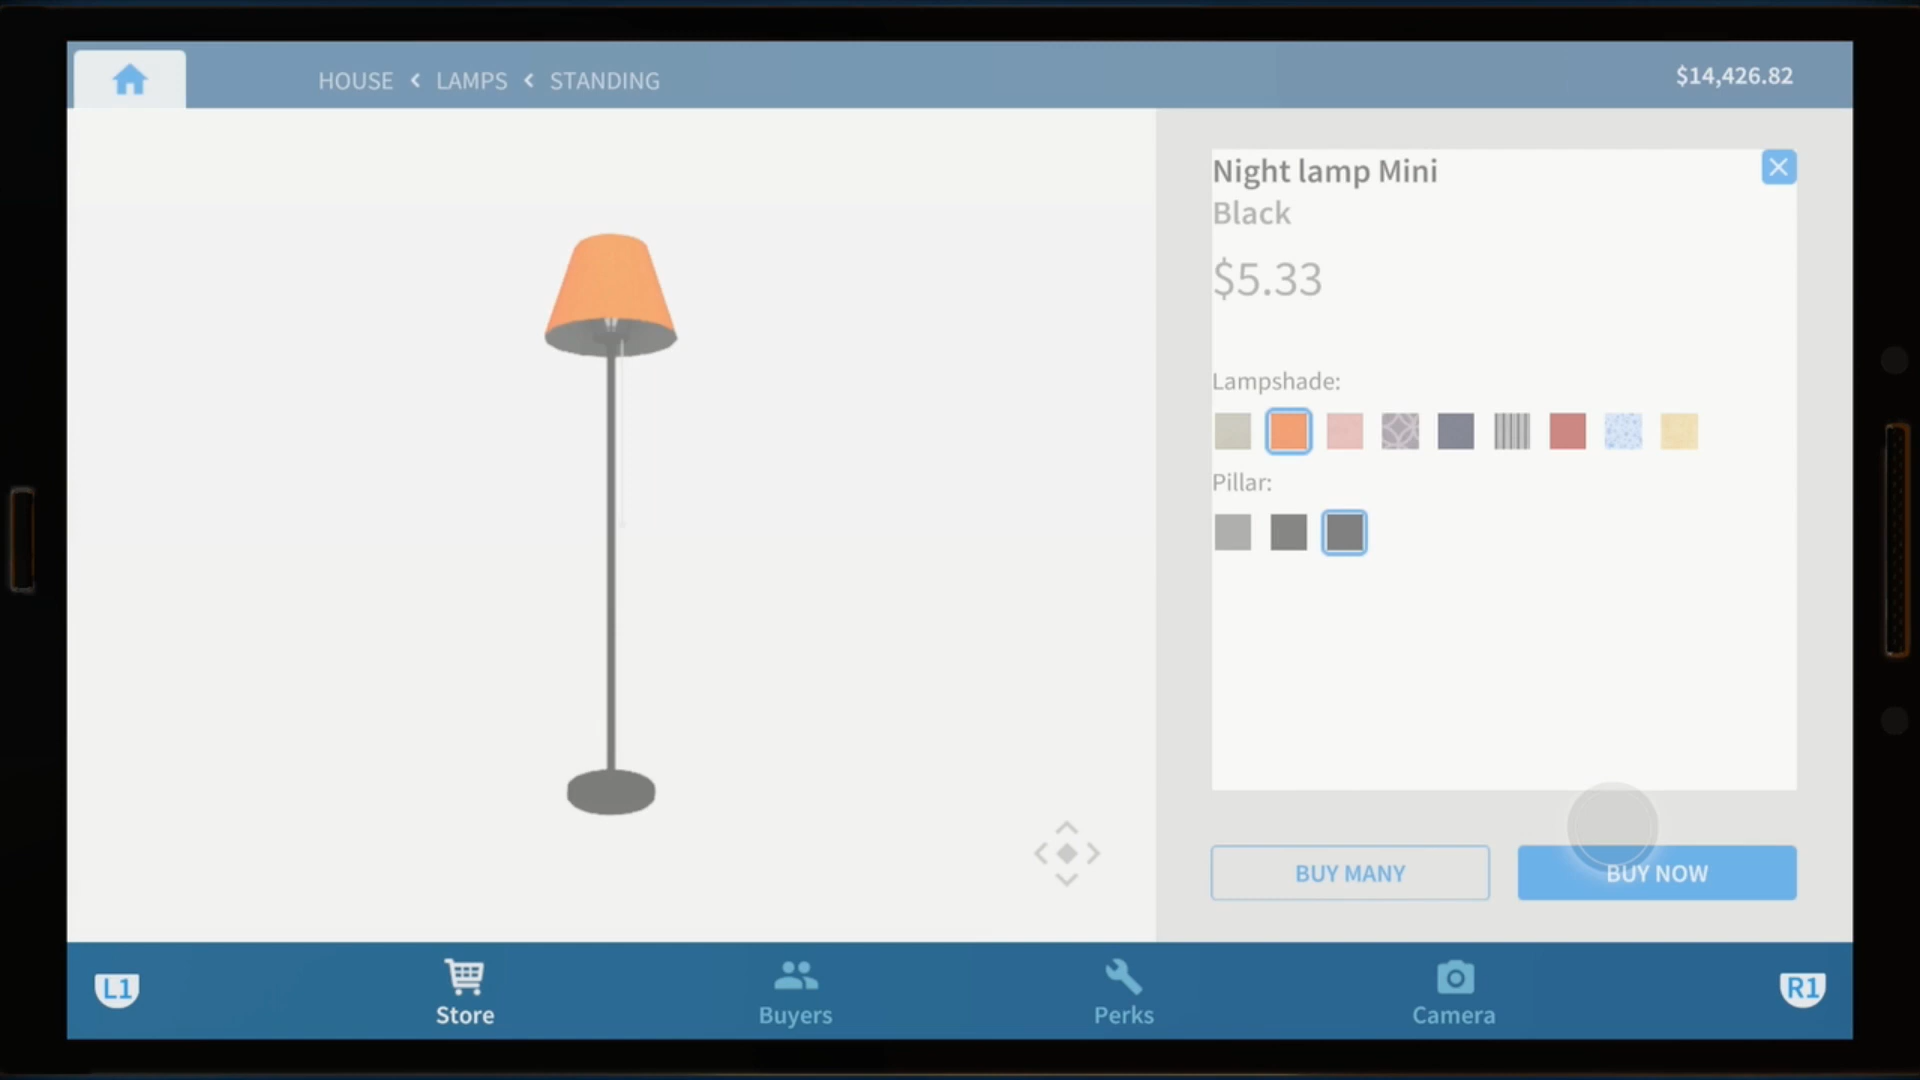 HOUSE < LAMPS < STANDING
$14,426.82
Night lamp Mini
Black
$5.33
Lampshade:
Pillar:
BUY MANY
BUY NOW
L1
Store
Buyers
Perks
Camera
R1